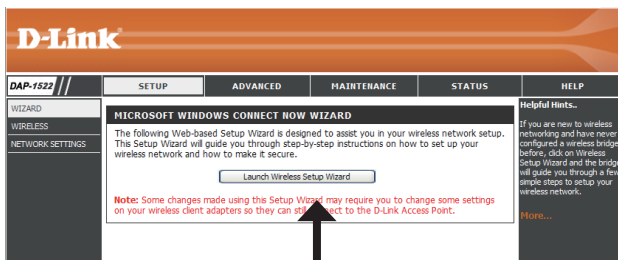 D-Link
DAP-1522 // SETUP ADVANCED MAINTENANCE STATUS HELP
WIZARD
WIRELESS
NETWORK SETTINGS
MICROSOFT WINDOWS CONNECT NOW WIZARD
The following Web-based Setup Wizard is designed to assist you in your wireless network setup.
This Setup Wizard will guide you through step-by-step instructions on how to set up your
wireless network and how to make it secure.
Launch Wireless Setup Wizard
Note: Some changes made using this Setup Wizard may require you to change some settings
on your wireless client adapters so they can still connect to the D-Link Access Point.
Helpful Hints..
If you are new to wireless
networking and have never
configured a wireless bridge
before, click on Wireless
Setup Wizard and the bridge
will guide you through a few
simple steps to setup your
wireless network.
More...